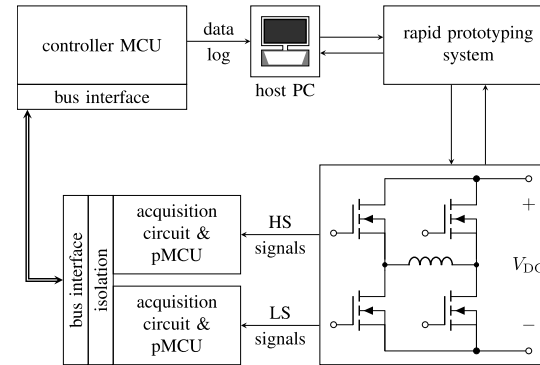 controller MCU
bus interface
data
log
host PC
rapid prototyping
system
bus interface
isolation
acquisition
circuit &
pMCU
acquisition
circuit &
pMCU
HS
signals
LS
signals
+
V_DC
−